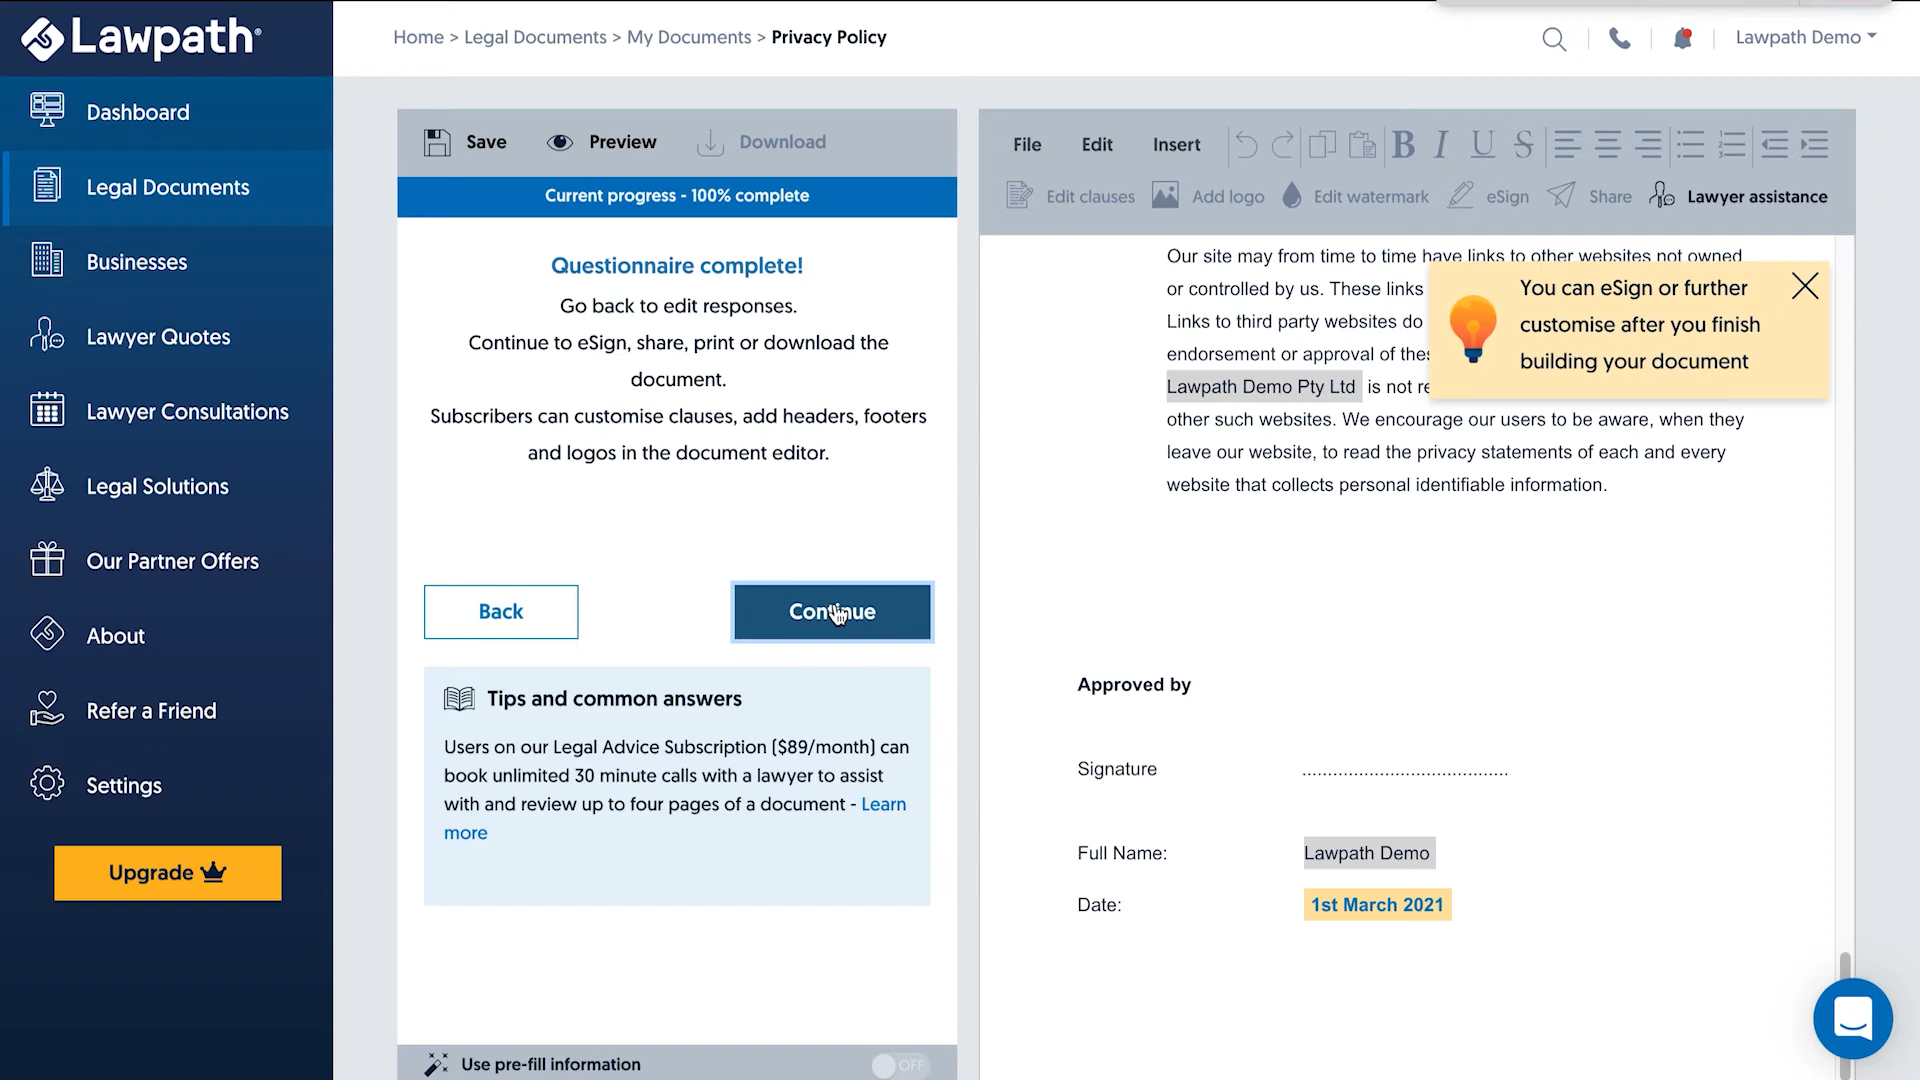 Lawpath®
Home > Legal Documents > My Documents > Privacy Policy
Lawpath Demo
Dashboard
Legal Documents
Businesses
Lawyer Quotes
Lawyer Consultations
Legal Solutions
Our Partner Offers
About
Refer a Friend
Settings
Upgrade
Save
Preview
Download
Current progress - 100% complete
Questionnaire complete!
Go back to edit responses.
Continue to eSign, share, print or download the
document.
Subscribers can customise clauses, add headers, footers
and logos in the document editor.
Back
Continue
Tips and common answers
Users on our Legal Advice Subscription ($89/month) can
book unlimited 30 minute calls with a lawyer to assist
with and review up to four pages of a document - Learn
more
Use pre-fill information
OFF
File Edit Insert B I U S
Edit clauses Add logo Edit watermark eSign Share Lawyer assistance
Our site may from time to time have links to other websites not owned
or controlled by us. These links
Links to third party websites do
endorsement or approval of
Lawpath Demo Pty Ltd is not
other such websites. We encourage our users to be aware, when they
leave our website, to read the privacy statements of each and every
website that collects personal identifiable information.
You can eSign or further
customise after you finish
building your document
Approved by
Signature ........................................
Full Name: Lawpath Demo
Date: 1st March 2021